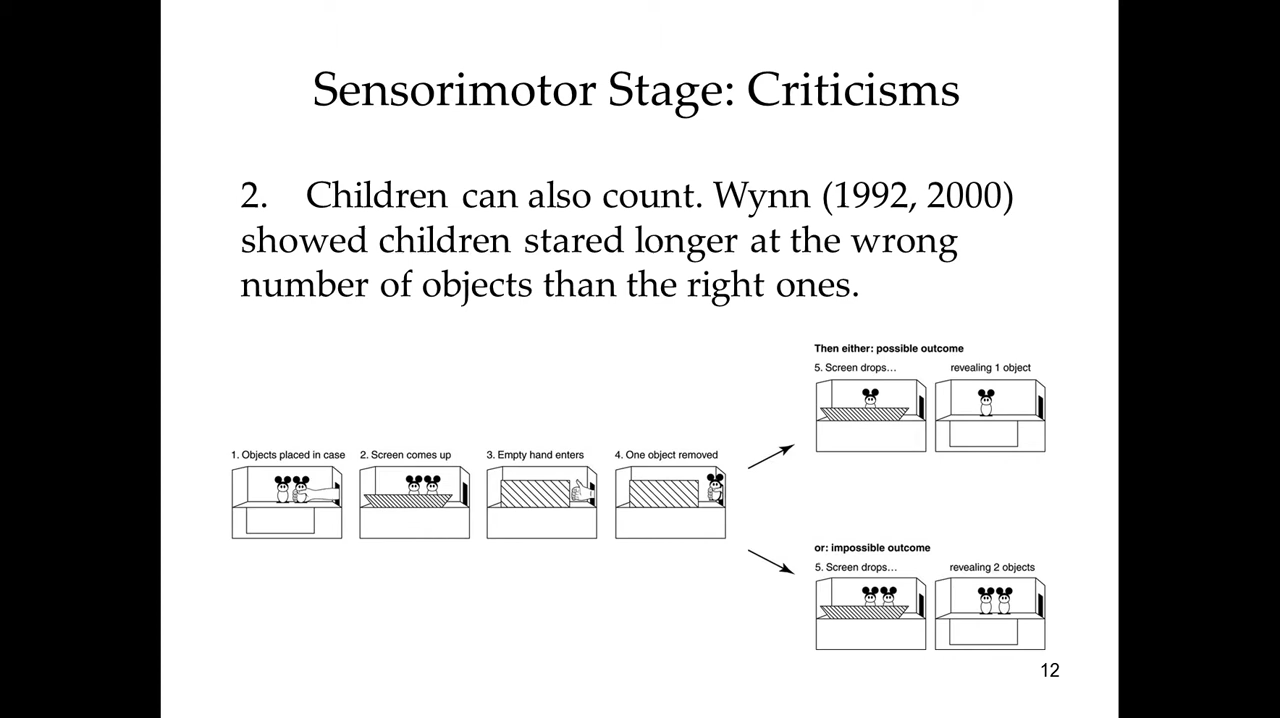 Sensorimotor Stage: Criticisms
2. Children can also count. Wynn (1992, 2000)
showed children stared longer at the wrong
number of objects than the right ones.
1. Objects placed in case
2. Screen comes up
3. Empty hand enters
4. One object removed
Then either: possible outcome
5. Screen drops...
revealing 1 object
or: impossible outcome
5. Screen drops...
revealing 2 objects
12